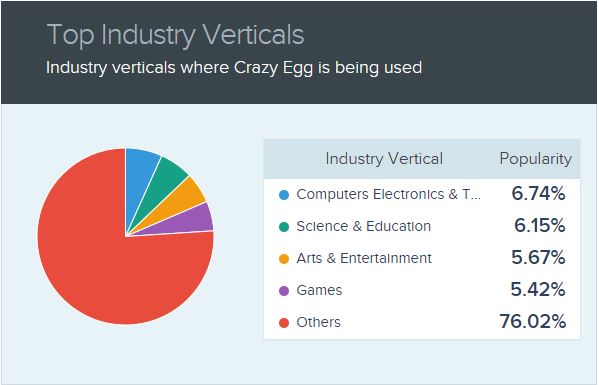 Top Industry Verticals
Industry verticals where Crazy Egg is being used
Industry Vertical Popularity
Computers Electronics & T... 6.74%
Science & Education 6.15%
Arts & Entertainment 5.67%
Games 5.42%
Others 76.02%